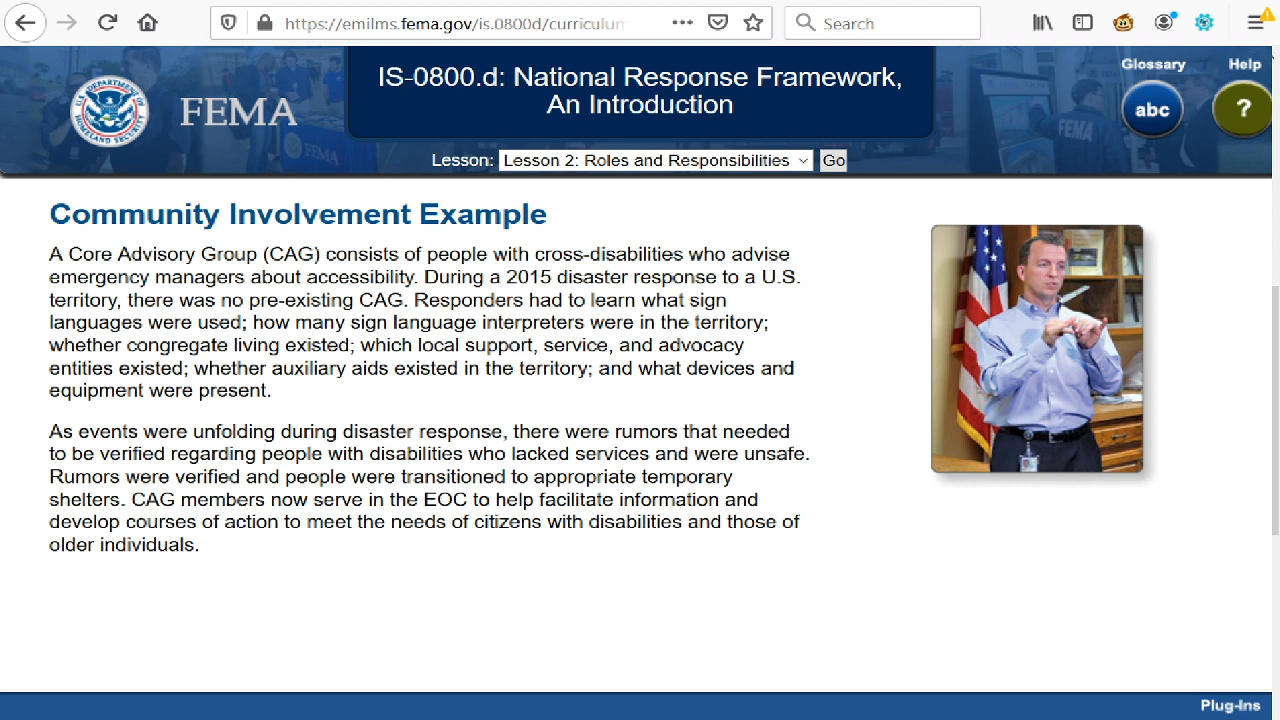 https://emilms.fema.gov/is.0800d/curriculum
Search
FEMA
IS-0800.d: National Response Framework,
An Introduction
Glossary
Help
abc
?
Lesson: Lesson 2: Roles and Responsibilities Go
Community Involvement Example
A Core Advisory Group (CAG) consists of people with cross-disabilities who advise
emergency managers about accessibility. During a 2015 disaster response to a U.S.
territory, there was no pre-existing CAG. Responders had to learn what sign
languages were used; how many sign language interpreters were in the territory;
whether congregate living existed; which local support, service, and advocacy
entities existed; whether auxiliary aids existed in the territory; and what devices and
equipment were present.
As events were unfolding during disaster response, there were rumors that needed
to be verified regarding people with disabilities who lacked services and were unsafe.
Rumors were verified and people were transitioned to appropriate temporary
shelters. CAG members now serve in the EOC to help facilitate information and
develop courses of action to meet the needs of citizens with disabilities and those of
older individuals.
Plug-Ins